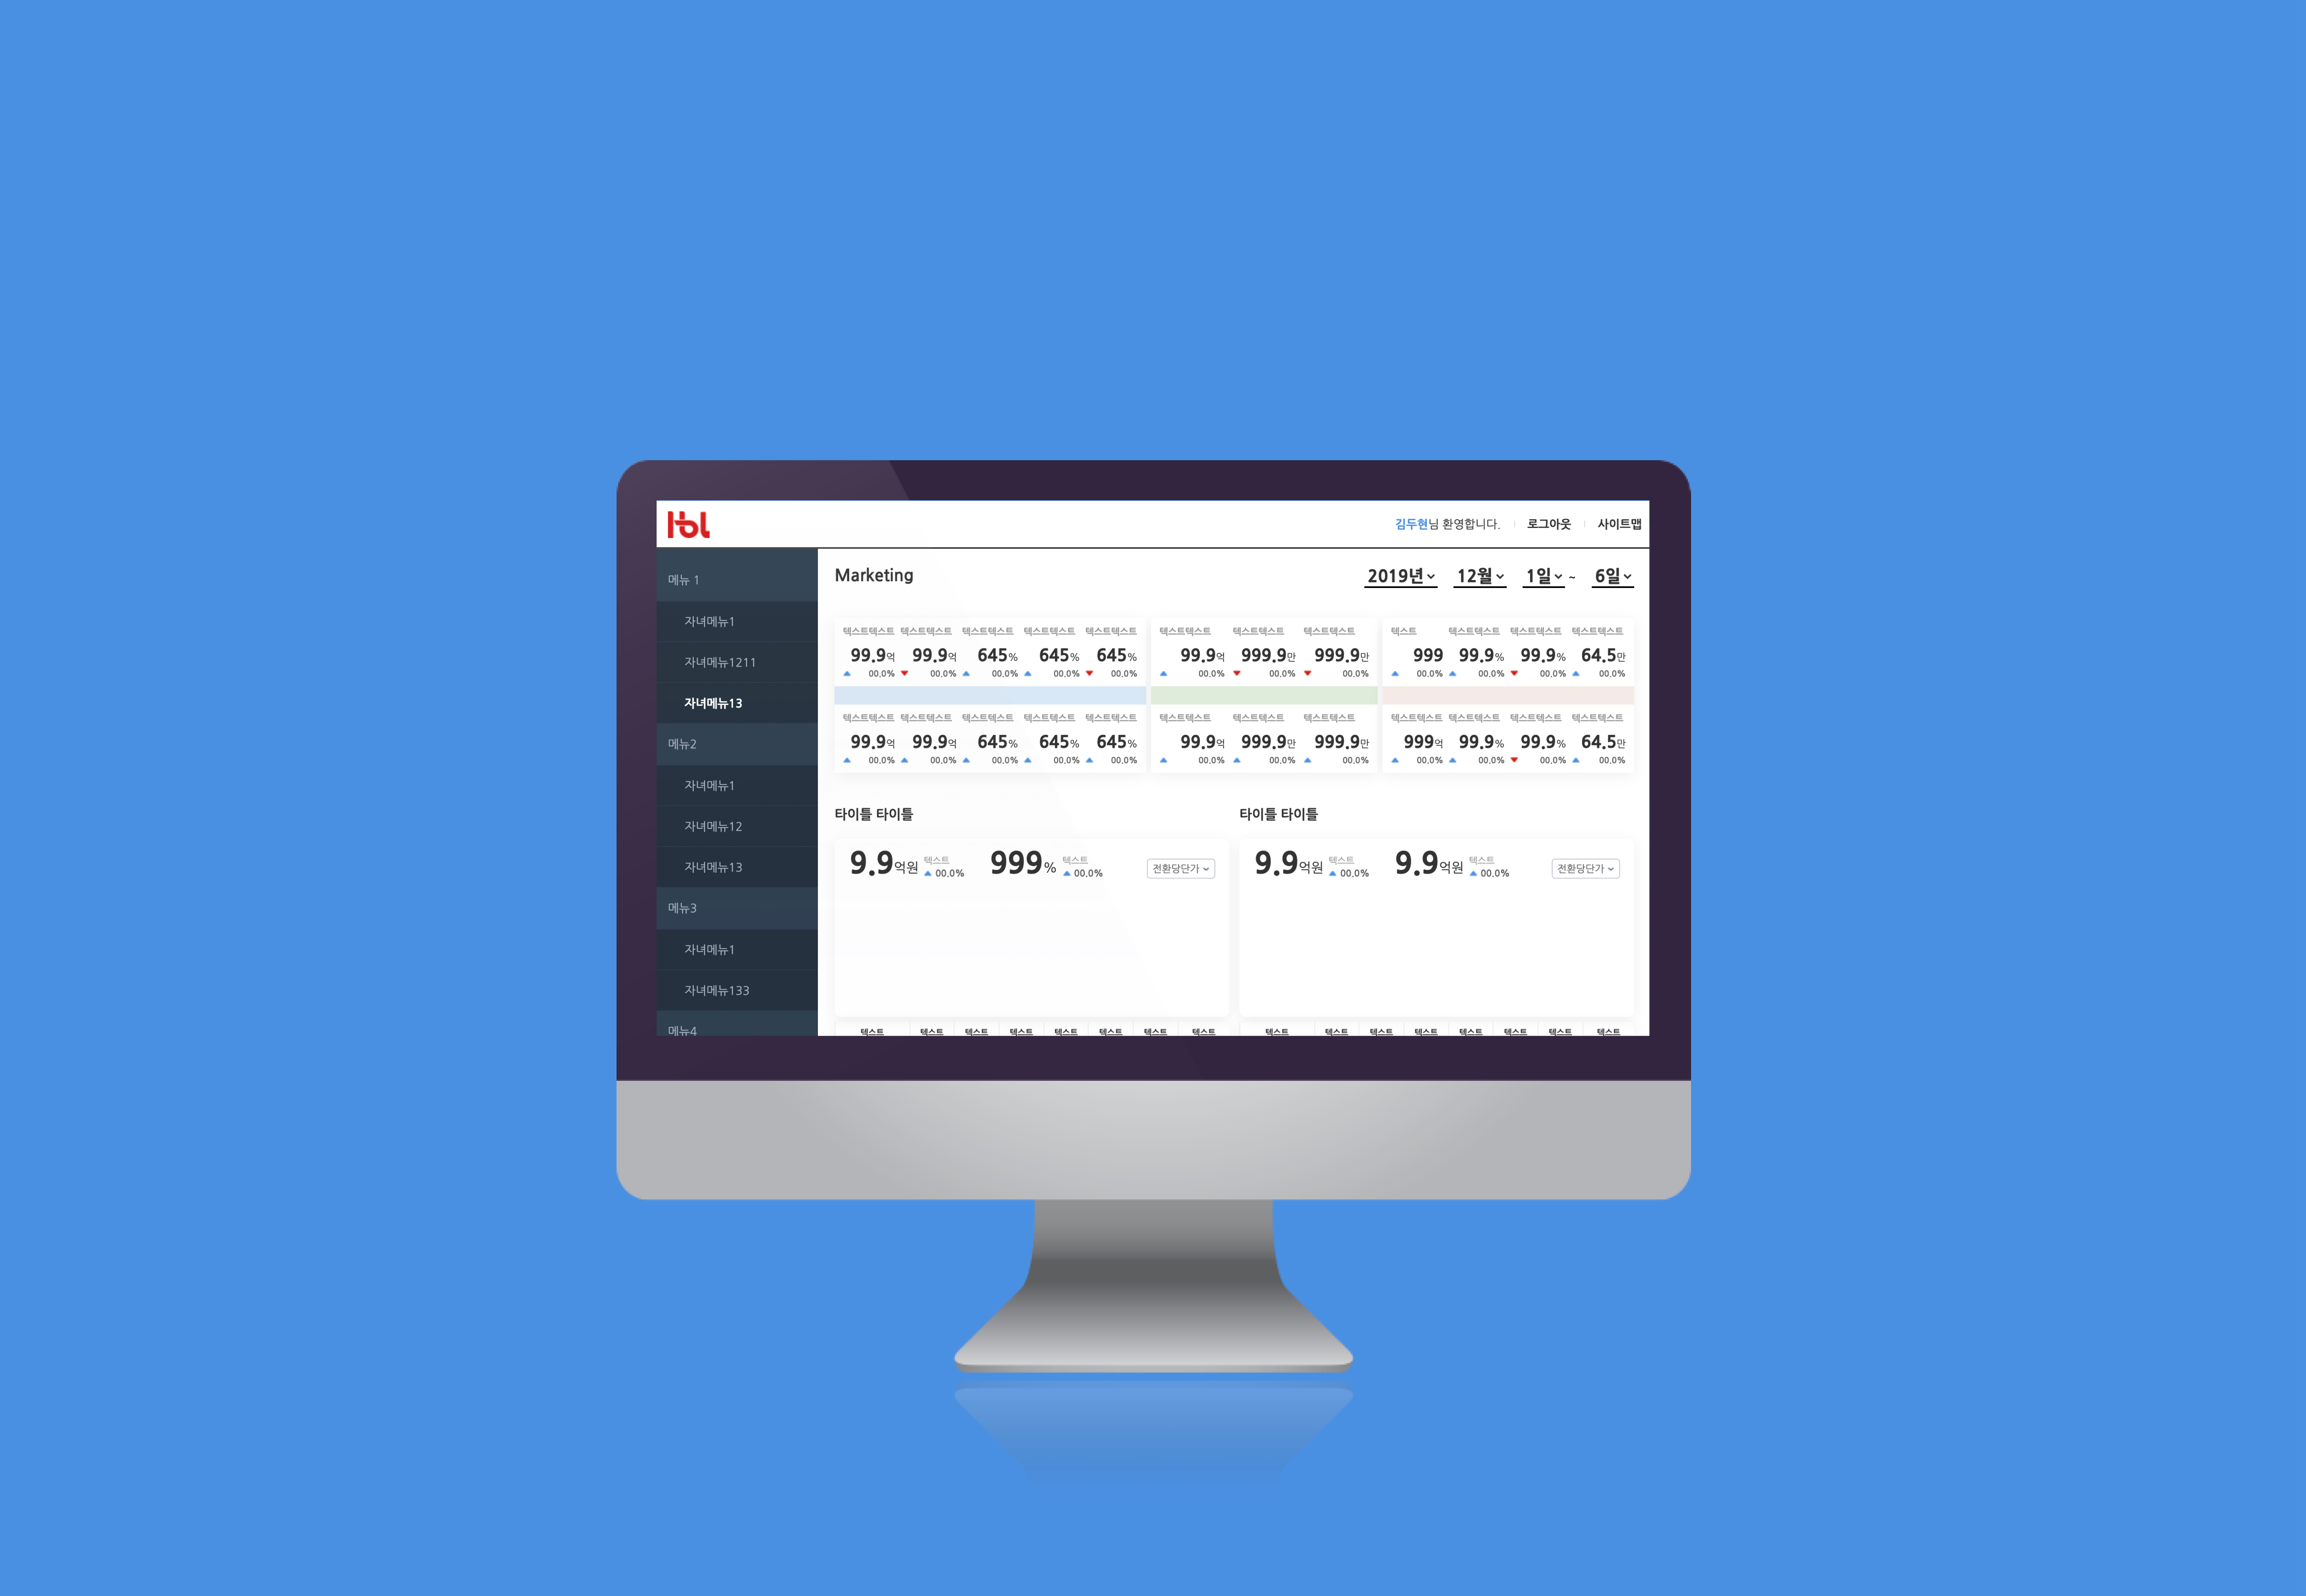 lbl
김두현님 환영합니다. 로그아웃 사이트맵
메뉴 1
자녀메뉴1
자녀메뉴1211
자녀메뉴13
메뉴2
자녀메뉴1
자녀메뉴12
자녀메뉴13
메뉴3
자녀메뉴1
자녀메뉴133
메뉴4
Marketing
2019년 12월 1일 ~ 6일
텍스트텍스트 텍스트텍스트 텍스트텍스트 텍스트텍스트 텍스트텍스트
99.9억 99.9억 645% 645% 645%
▲ 00.0% ▼ 00.0% ▲ 00.0% ▲ 00.0% ▼ 00.0%
텍스트텍스트 텍스트텍스트 텍스트텍스트 텍스트텍스트 텍스트텍스트
99.9억 99.9억 645% 645% 645%
▲ 00.0% ▲ 00.0% ▲ 00.0% ▲ 00.0% ▲ 00.0%
텍스트텍스트 텍스트텍스트 텍스트텍스트
99.9억 999.9만 999.9만
▲ 00.0% ▼ 00.0% ▼ 00.0%
텍스트텍스트 텍스트텍스트 텍스트텍스트
99.9억 999.9만 999.9만
▲ 00.0% ▲ 00.0% ▲ 00.0%
텍스트 텍스트텍스트 텍스트텍스트 텍스트텍스트
999 99.9% 99.9% 64.5만
▲ 00.0% ▲ 00.0% ▼ 00.0% ▲ 00.0%
텍스트텍스트 텍스트텍스트 텍스트텍스트 텍스트텍스트
999억 99.9% 99.9% 64.5만
▲ 00.0% ▲ 00.0% ▼ 00.0% ▲ 00.0%
타이틀 타이틀
9.9억원 텍스트 ▲ 00.0% 999% 텍스트 ▲ 00.0% 전환당단가
텍스트 텍스트 텍스트 텍스트 텍스트 텍스트 텍스트 텍스트
타이틀 타이틀
9.9억원 텍스트 ▲ 00.0% 9.9억원 텍스트 ▲ 00.0% 전환당단가
텍스트 텍스트 텍스트 텍스트 텍스트 텍스트 텍스트 텍스트